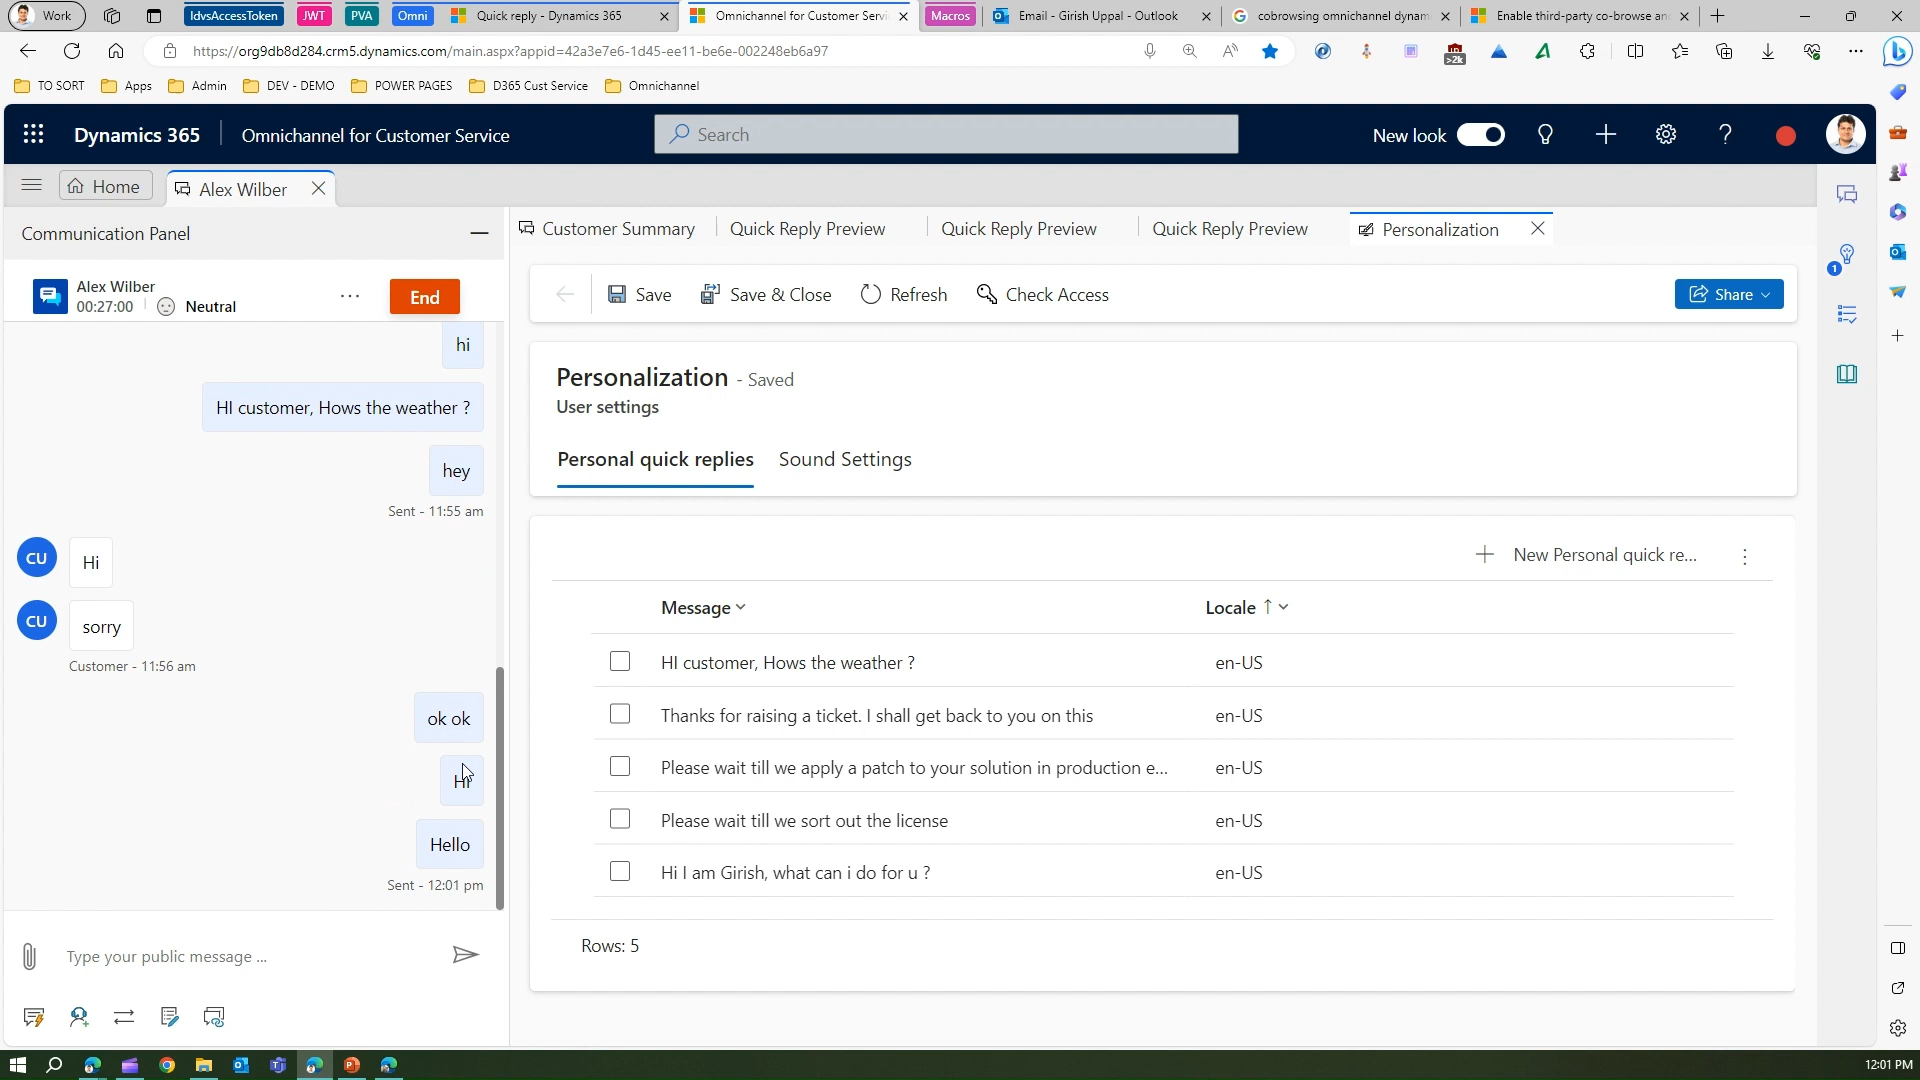 Work
IdvsAccessToken
JWT
PVA
Omni
Quick reply - Dynamics 365
Omnichannel for Customer Servi
Macros
Email - Girish Uppal - Outlook
cobrowsing omnichannel dynam
Enable third-party co-browse an
https://org9db8d284.crm5.dynamics.com/main.aspx?appid=42a3e7e6-1d45-ee11-be6e-002248eb6a97
>2k
TO SORT
Apps
Admin
DEV - DEMO
POWER PAGES
D365 Cust Service
Omnichannel
Dynamics 365
Omnichannel for Customer Service
Search
New look
Home
Alex Wilber
Communication Panel
Customer Summary
Quick Reply Preview
Quick Reply Preview
Quick Reply Preview
Personalization
Alex Wilber
00:27:00
Neutral
End
Save
Save & Close
Refresh
Check Access
Share
1
hi
HI customer, Hows the weather ?
hey
Sent - 11:55 am
CU
Hi
CU
sorry
Customer - 11:56 am
ok ok
Hi
Hello
Sent - 12:01 pm
Type your public message ...
Personalization - Saved
User settings
Personal quick replies
Sound Settings
New Personal quick re...
Message
Locale
HI customer, Hows the weather ?
en-US
Thanks for raising a ticket. I shall get back to you on this
en-US
Please wait till we apply a patch to your solution in production e...
en-US
Please wait till we sort out the license
en-US
Hi I am Girish, what can i do for u ?
en-US
Rows: 5
12:01 PM